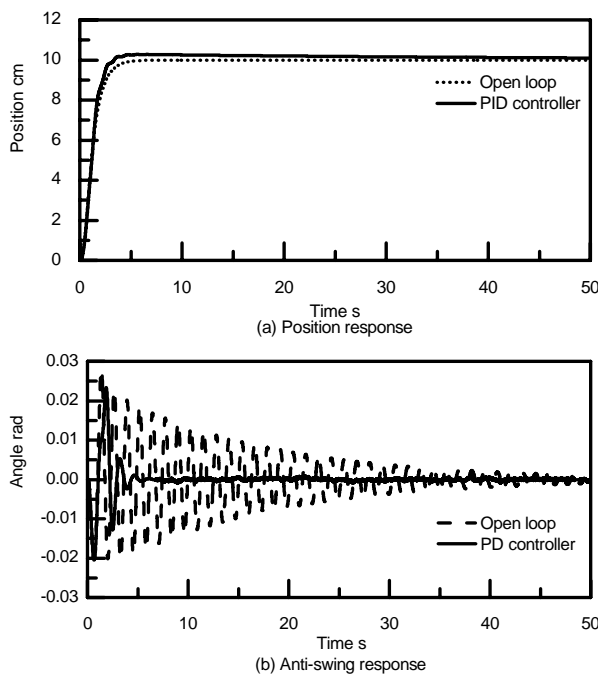 12
10
8
6
4
2
0
Position cm
Open loop
PID controller
0 10 20 30 40 50
Time s
(a) Position response
0.03
0.02
0.01
0.00
-0.01
-0.02
-0.03
Angle rad
Open loop
PD controller
0 10 20 30 40 50
Time s
(b) Anti-swing response